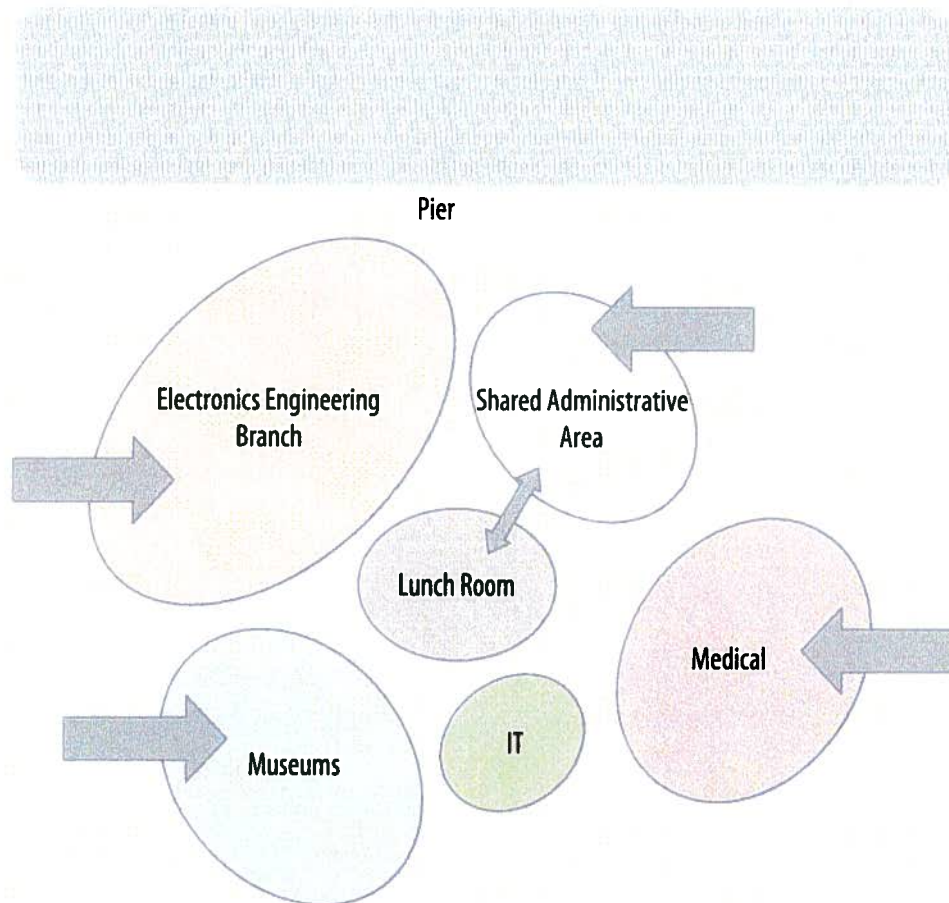 Pier
Electronics Engineering
Branch
Shared Administrative
Area
Lunch Room
Medical
IT
Museums